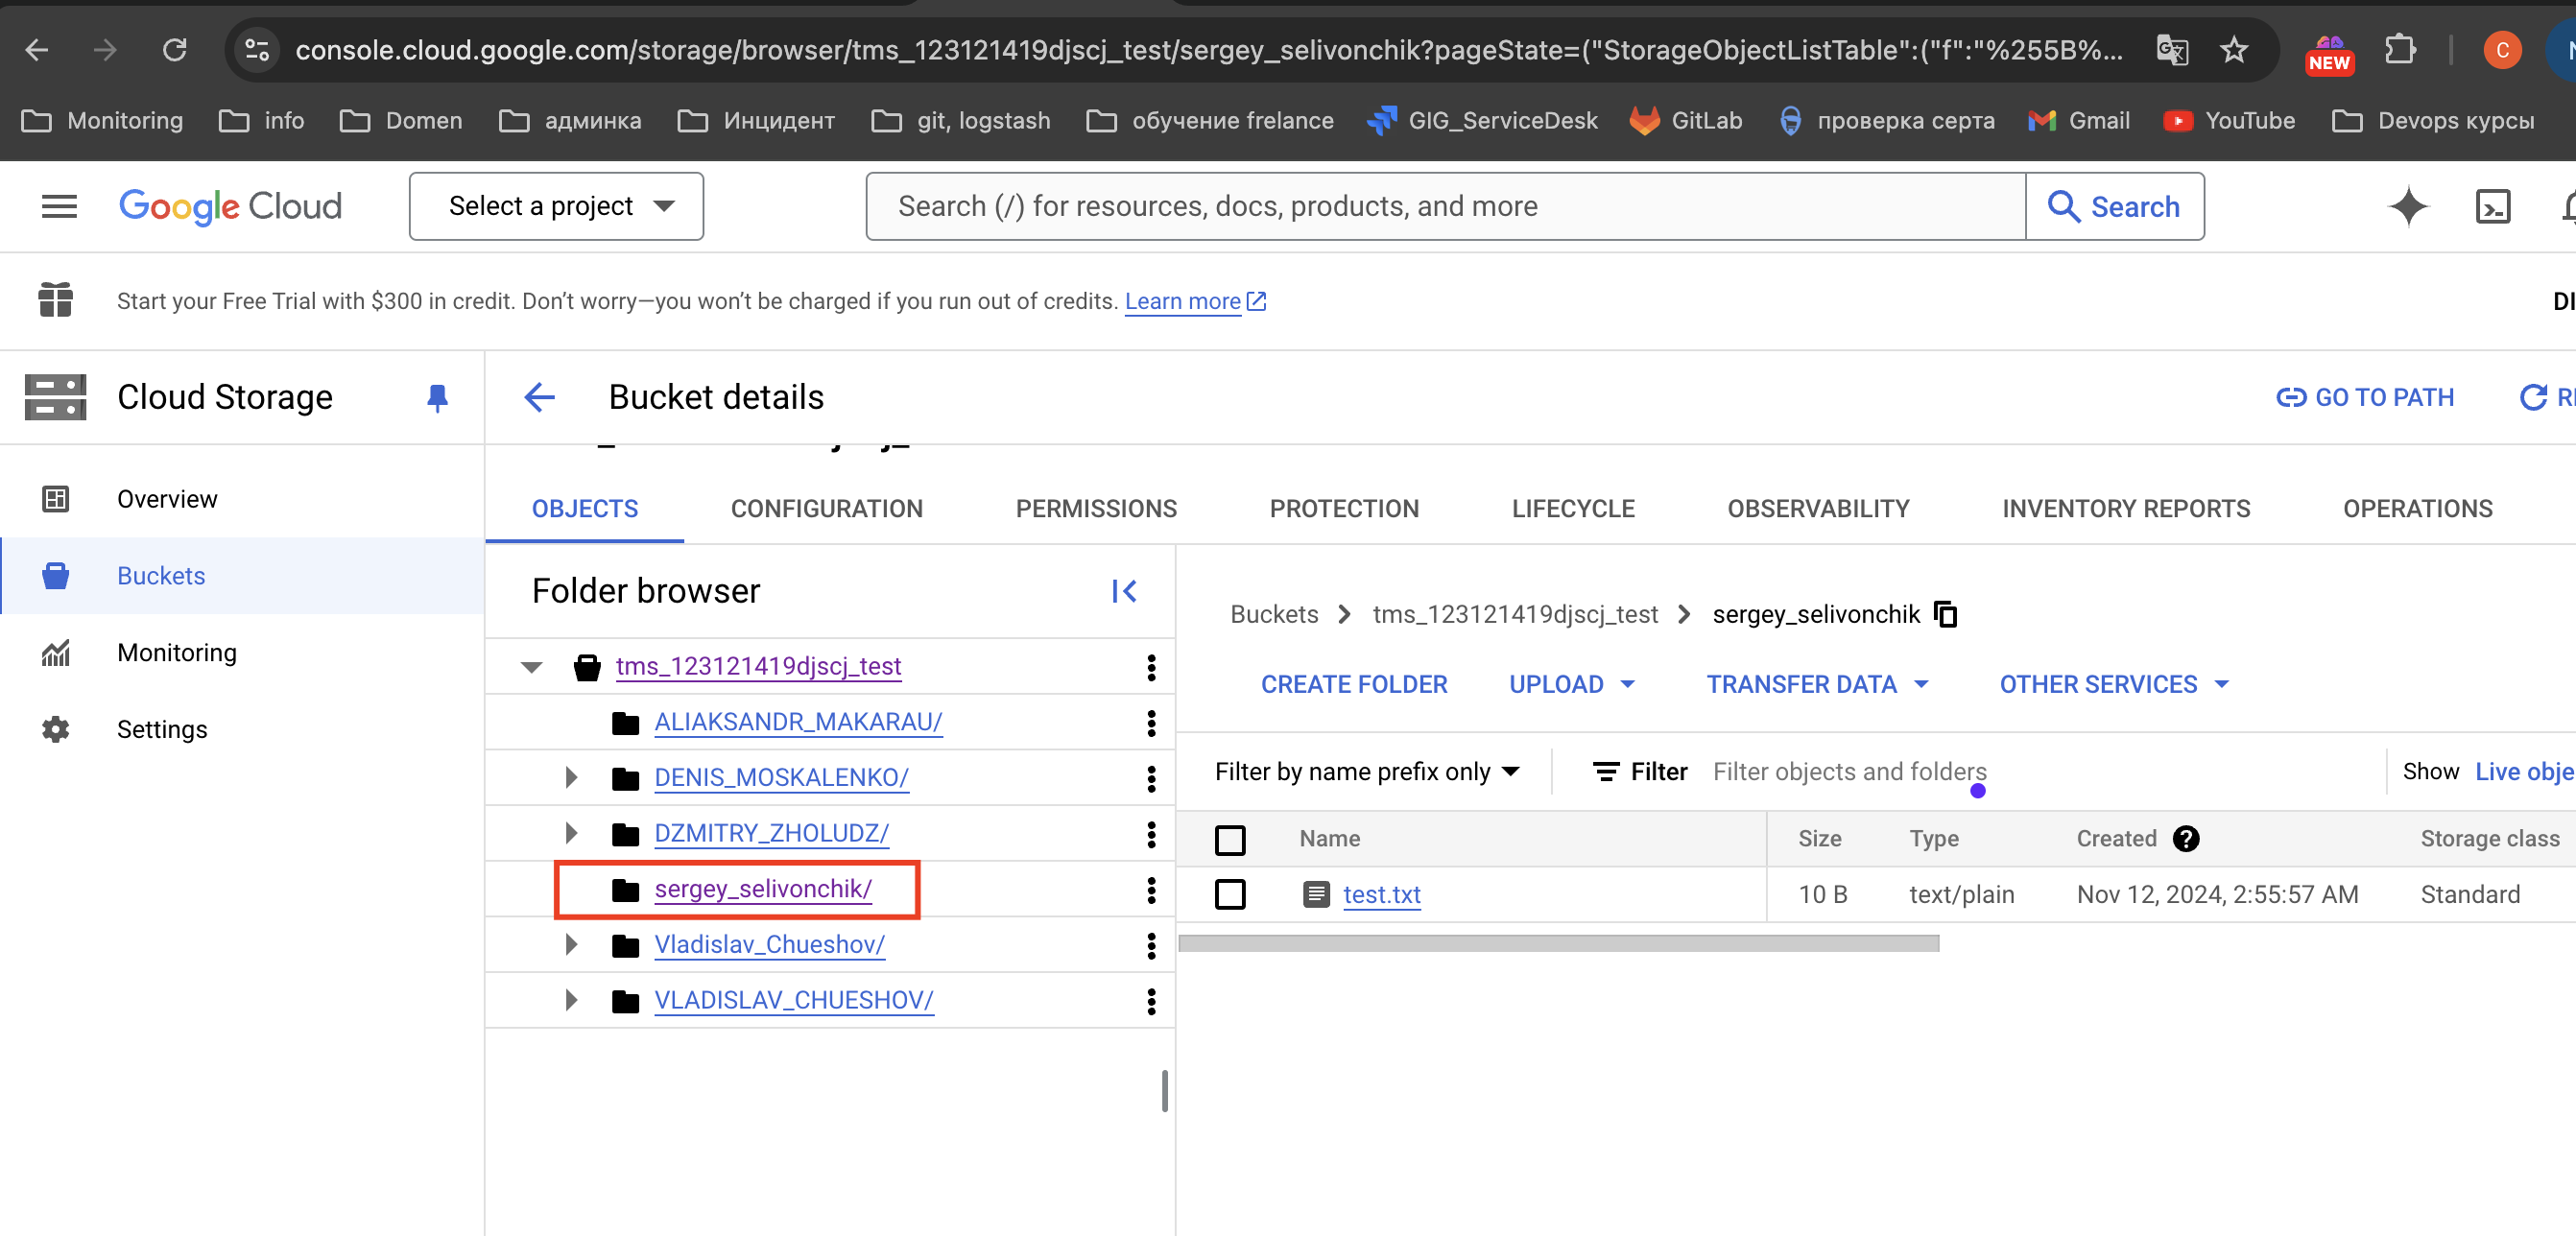 console.cloud.google.com/storage/browser/tms_123121419djscj_test/sergey_selivonchik?pageState=("StorageObjectListTable":("f":"%255B%...
NEW
C
Monitoring
info
Domen
админка
Инцидент
git, logstash
обучение frelance
GIG_ServiceDesk
GitLab
проверка серта
Gmail
YouTube
Devops курсы
Google Cloud
Select a project
Search (/) for resources, docs, products, and more
Search
Start your Free Trial with $300 in credit. Don’t worry—you won’t be charged if you run out of credits. Learn more
Cloud Storage
Bucket details
GO TO PATH
Overview
Buckets
Monitoring
Settings
OBJECTS
CONFIGURATION
PERMISSIONS
PROTECTION
LIFECYCLE
OBSERVABILITY
INVENTORY REPORTS
OPERATIONS
Folder browser
tms_123121419djscj_test
ALIAKSANDR_MAKARAU/
DENIS_MOSKALENKO/
DZMITRY_ZHOLUDZ/
sergey_selivonchik/
Vladislav_Chueshov/
VLADISLAV_CHUESHOV/
Buckets > tms_123121419djscj_test > sergey_selivonchik
CREATE FOLDER
UPLOAD
TRANSFER DATA
OTHER SERVICES
Filter by name prefix only
Filter
Filter objects and folders
Show
Live obje
Name
Size
Type
Created
Storage class
test.txt
10 B
text/plain
Nov 12, 2024, 2:55:57 AM
Standard